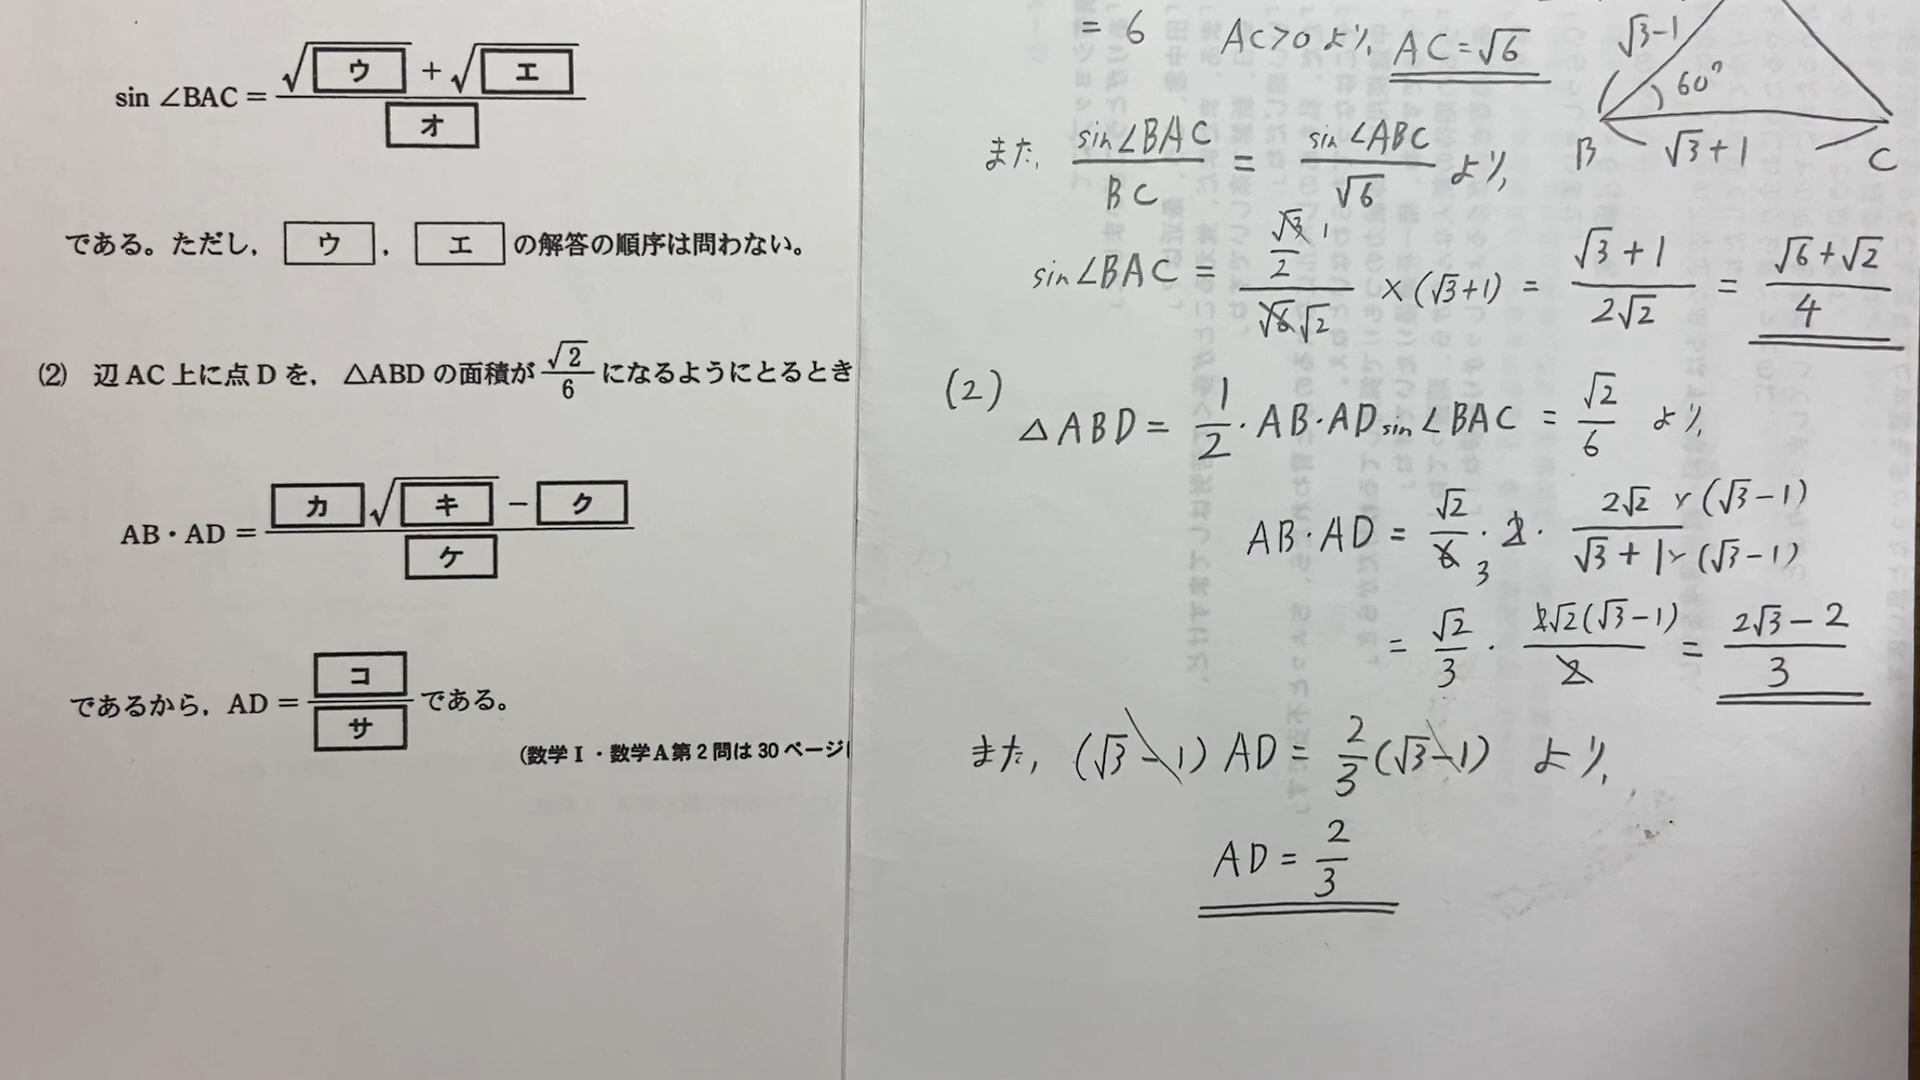 sin ∠BAC = (√ウ + √エ) / オ
である。ただし、ウ，エ の解答の順序は問わない。
(2) 辺 AC 上に点 D を，△ABD の面積が √2/6 になるようにとるとき
AB・AD = (カ√キ − ク) / ケ
であるから，AD = コ/サ である。
(数学Ⅰ・数学A第2問は30ページ
= 6 AC>0より, AC=√6
√3-1
60°
B √3+1 C
また, sin∠BAC / BC = sin∠ABC / √6 より,
sin∠BAC = (√3 1 / 2) / (√6 √2) × (√3+1) = (√3+1) / 2√2 = (√6+√2) / 4
(2) △ABD = 1/2・AB・AD sin∠BAC = √2/6 より,
AB・AD = √2/6 3・2・2√2×(√3-1) / √3+1×(√3-1)
= √2/3・2√2(√3-1) / 2 = (2√3-2) / 3
また, (√3-1) AD = 2/3 (√3-1) より,
AD = 2/3